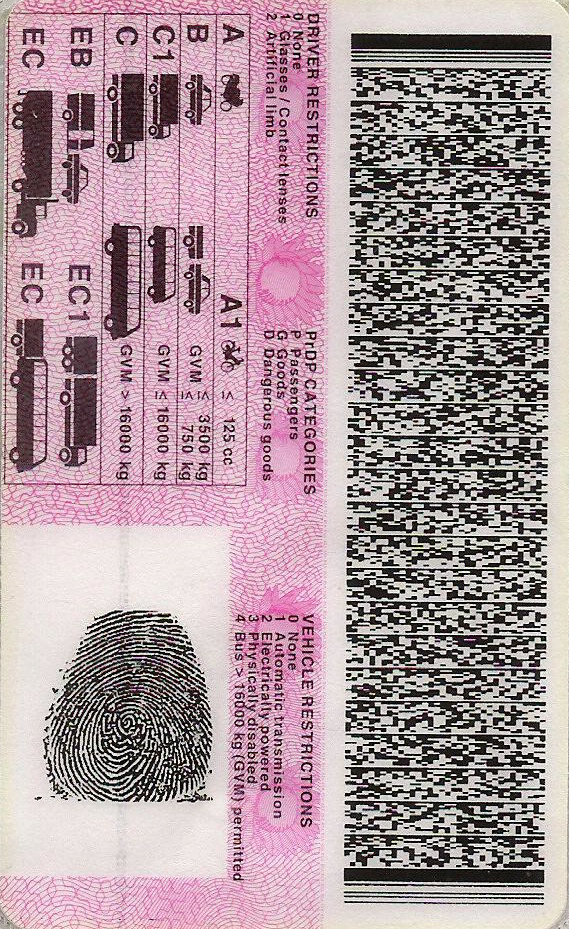 DRIVER RESTRICTIONS
0 None
1 Glasses / Contact lenses
2 Artificial limb
PrDP CATEGORIES
P Passengers
G Goods
D Dangerous goods
VEHICLE RESTRICTIONS
0 None
1 Automatic transmission
2 Electrically powered
3 Physically disabled
4 Bus > 16000 kg (GVM) permitted
A
A1
≤ 125 cc
B
GVM ≤ 3500 kg
≤ 750 kg
C1
GVM ≤ 16000 kg
C
GVM > 16000 kg
EB
EC1
EC
EC